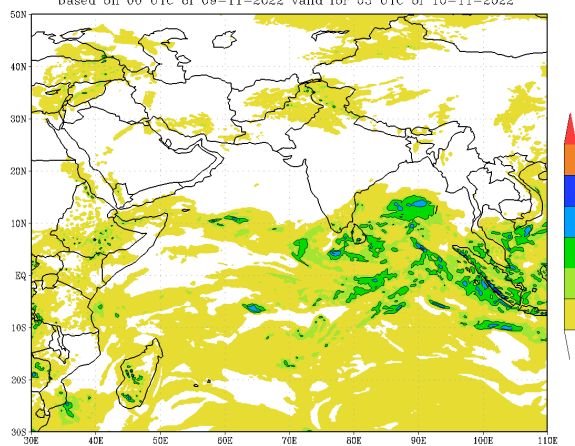 based on 00 UTC of 09-11-2022 valid for 03 UTC of 10-11-2022
50N
40N
30N
20N
10N
EQ
10S
20S
30S
30E 40E 50E 60E 70E 80E 90E 100E 110E